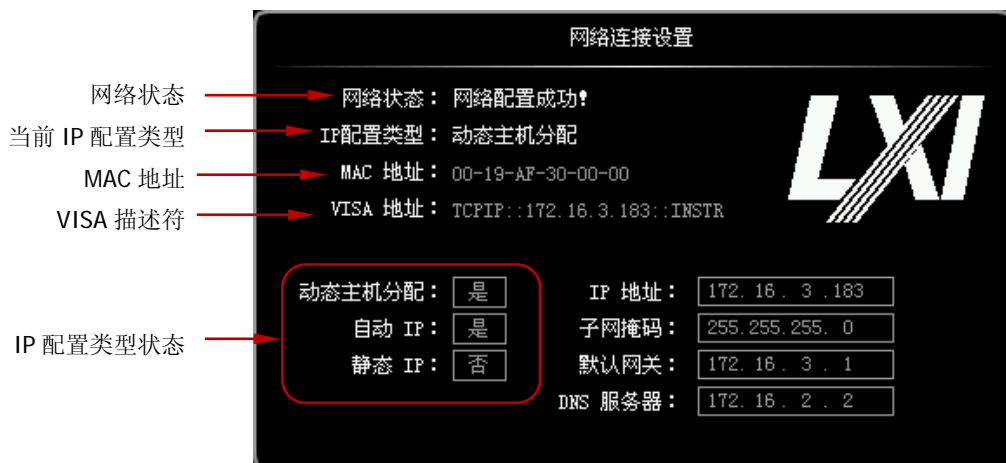 网络连接设置
网络状态
网络状态： 网络配置成功！
当前 IP 配置类型
IP配置类型： 动态主机分配
MAC 地址
MAC 地址： 00-19-AF-30-00-00
VISA 描述符
VISA 地址： TCPIP::172.16.3.183::INSTR
LXI
IP 配置类型状态
动态主机分配： 是
自动 IP： 是
静态 IP： 否
IP 地址： 172. 16. 3 .183
子网掩码： 255.255.255. 0
默认网关： 172. 16. 3 . 1
DNS 服务器： 172. 16. 2 . 2